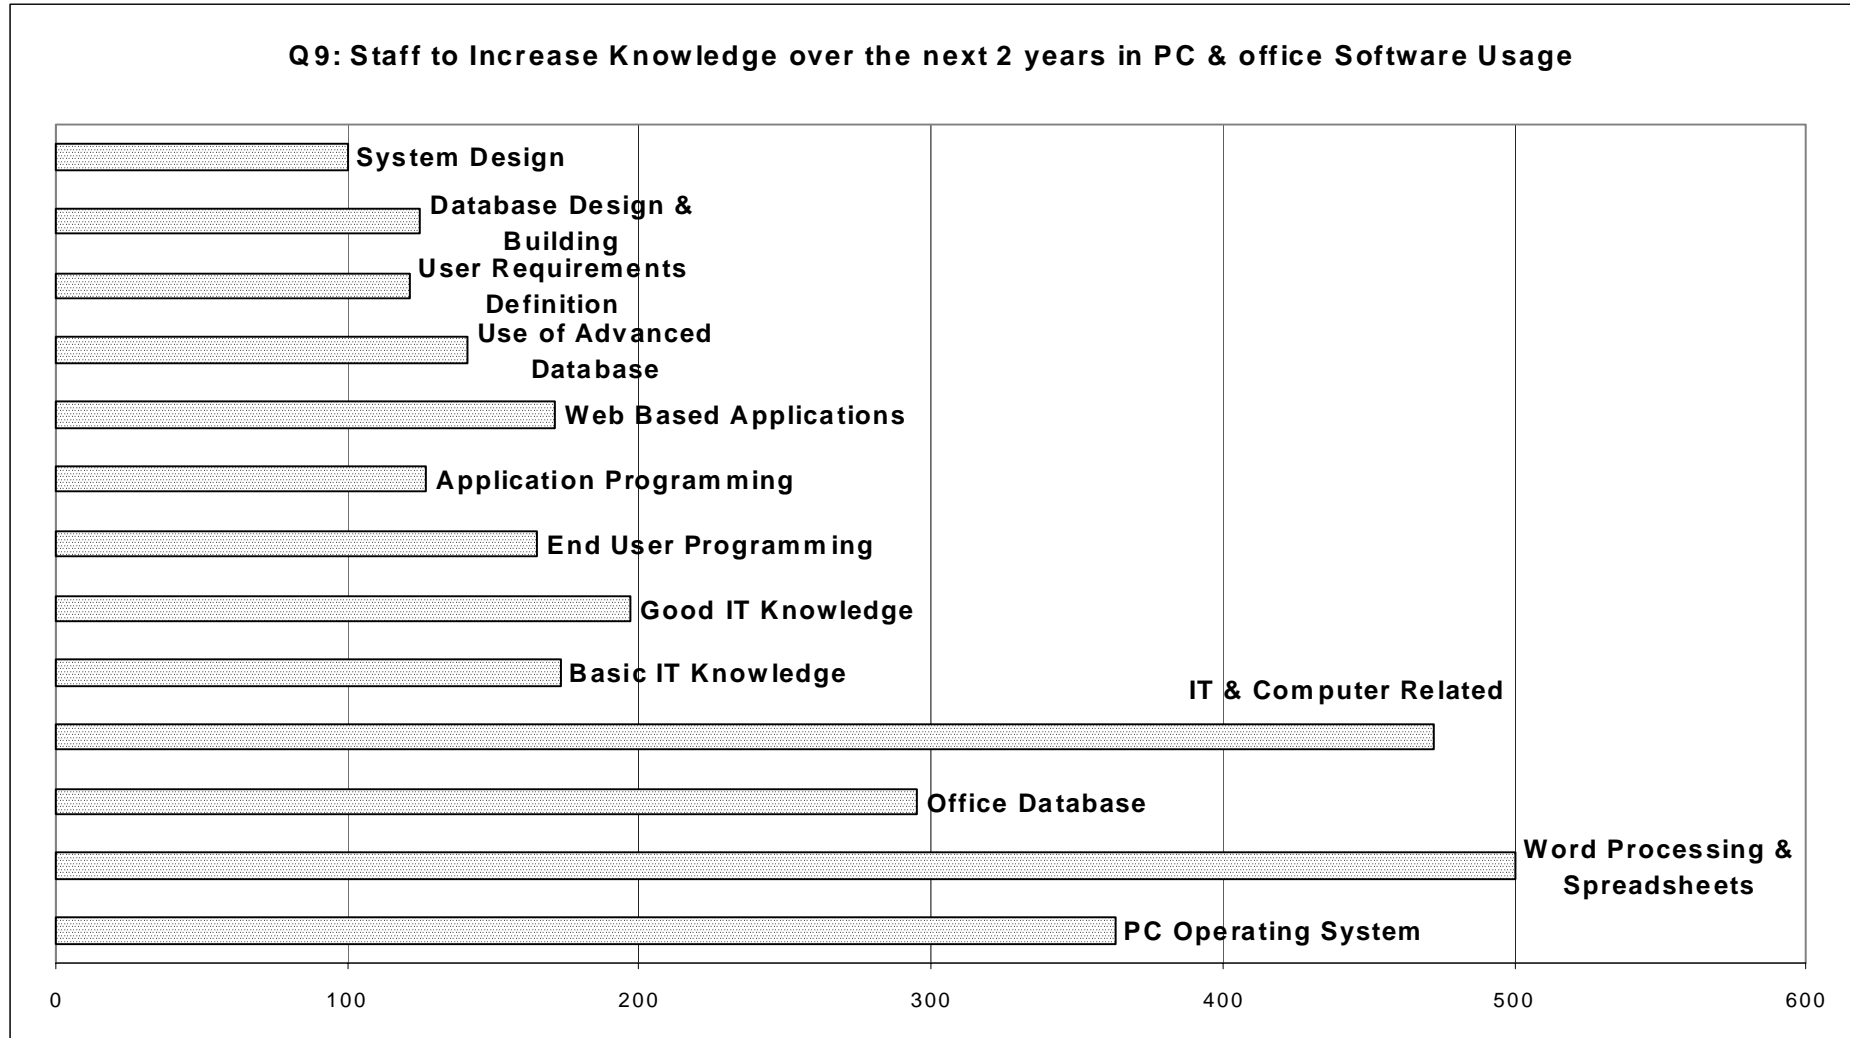 Q9: Staff to Increase Knowledge over the next 2 years in PC & office Software Usage
System Design
Database Design &
Building
User Requirements
Definition
Use of Advanced
Database
Web Based Applications
Application Programming
End User Programming
Good IT Knowledge
Basic IT Knowledge
IT & Computer Related
Office Database
Word Processing &
Spreadsheets
PC Operating System
0 100 200 300 400 500 600